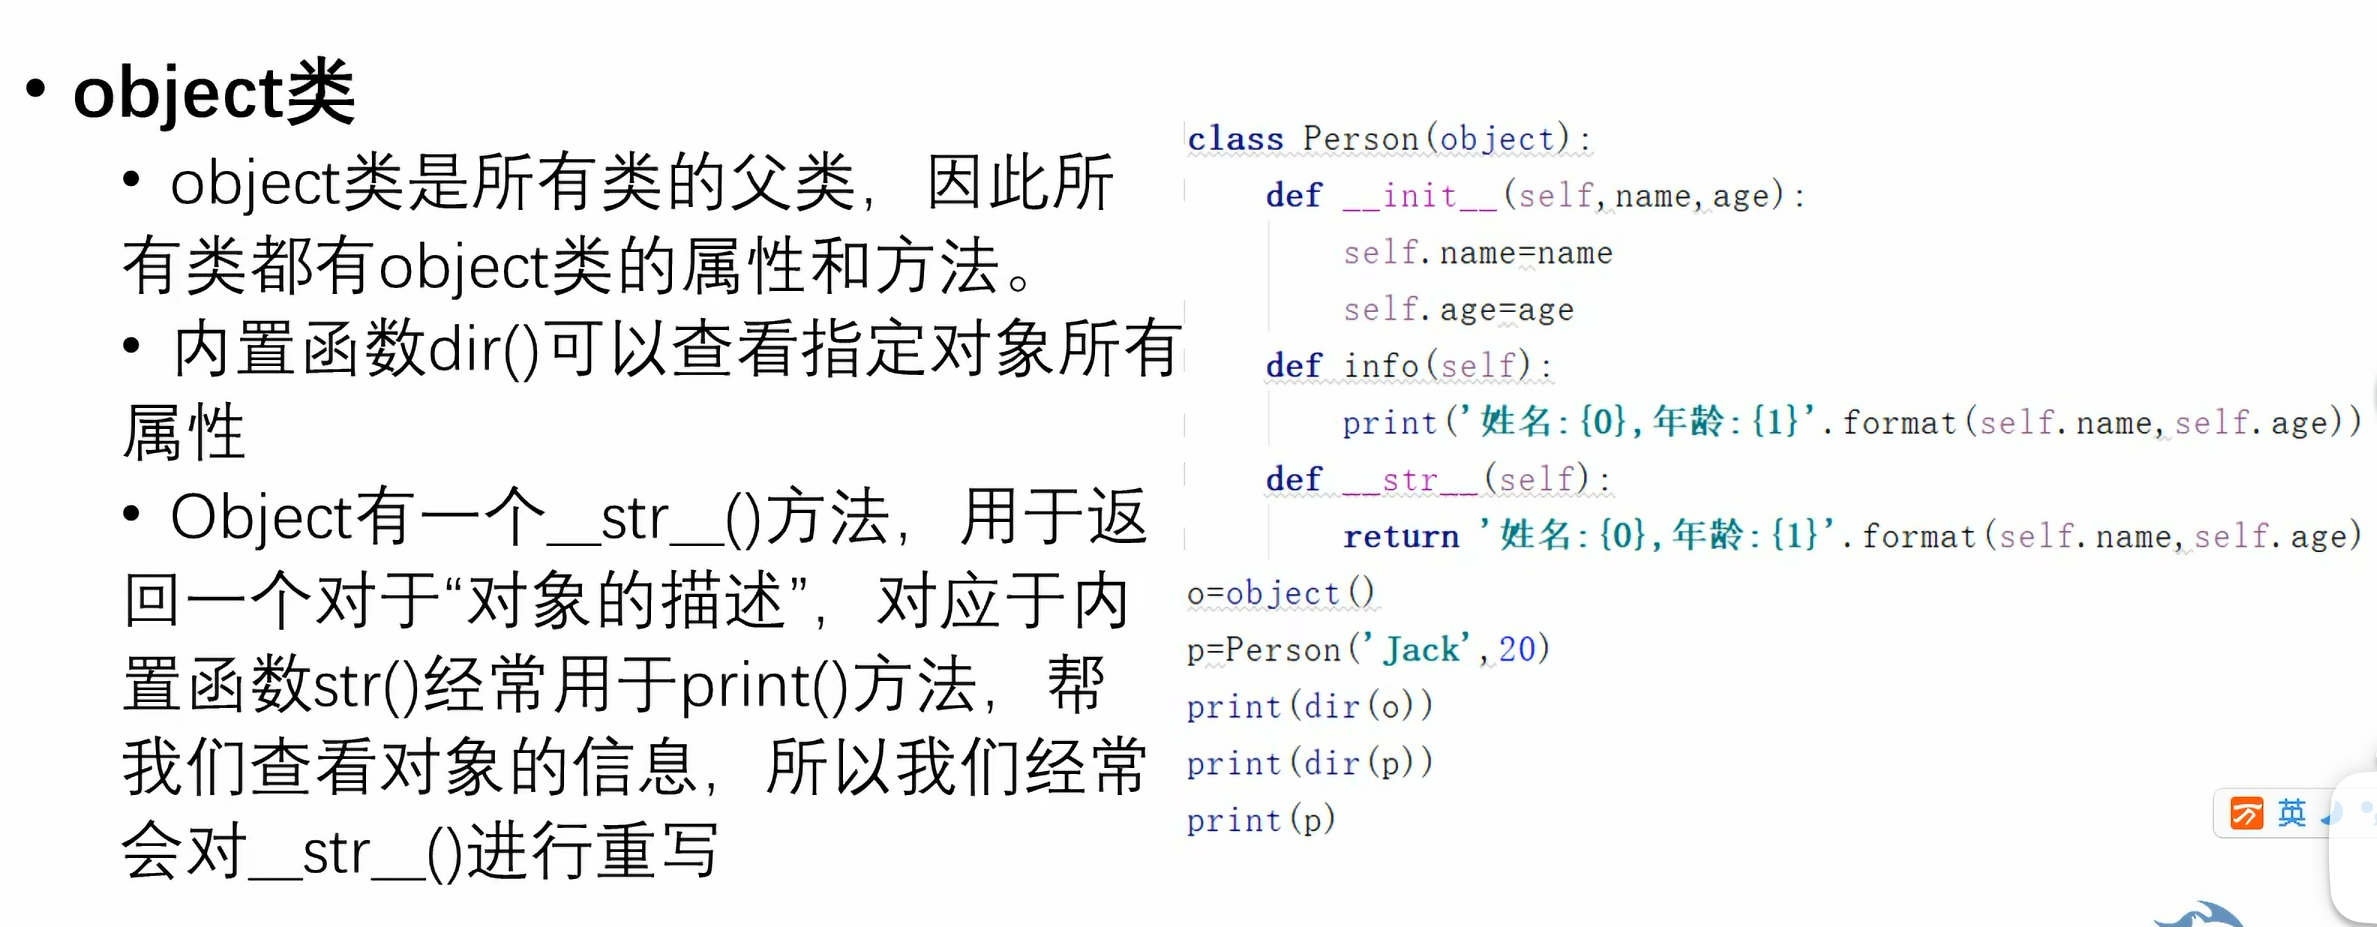 • object类
• object类是所有类的父类，因此所
有类都有object类的属性和方法。
• 内置函数dir()可以查看指定对象所有
属性
• Object有一个__str__()方法，用于返
回一个对于“对象的描述”，对应于内
置函数str()经常用于print()方法，帮
我们查看对象的信息，所以我们经常
会对__str__()进行重写
class Person(object):
    def __init__(self,name,age):
        self.name=name
        self.age=age
    def info(self):
        print('姓名:{0},年龄:{1}'.format(self.name,self.age))
    def __str__(self):
        return '姓名:{0},年龄:{1}'.format(self.name,self.age)
o=object()
p=Person('Jack',20)
print(dir(o))
print(dir(p))
print(p)
英